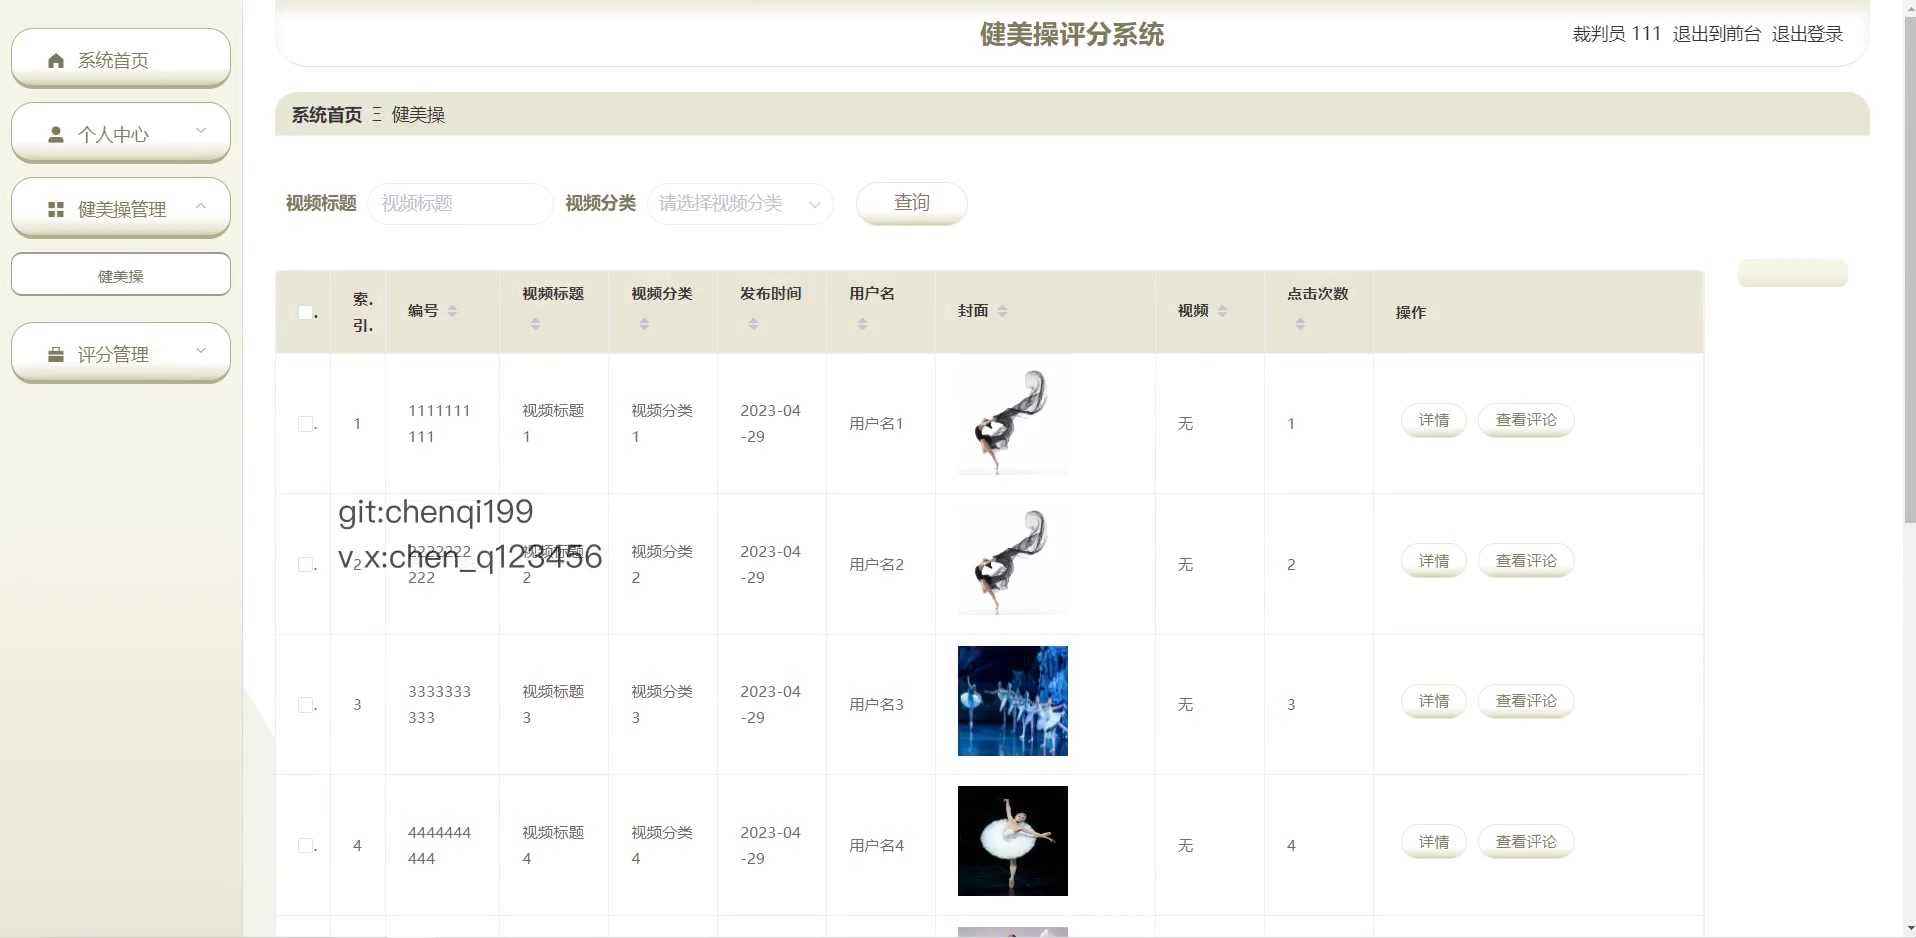 健美操评分系统
裁判员 111 退出到前台 退出登录
系统首页
个人中心
健美操管理
健美操
评分管理
系统首页 Ξ 健美操
视频标题 视频标题 视频分类 请选择视频分类 查询
索. 引. 编号 视频标题 视频分类 发布时间 用户名 封面 视频 点击次数 操作
1 1111111 视频标题 视频分类 2023-04 用户名1 无 1 详情 查看评论
111 1 1 -29
git:chenqi199
v.x:chen_q123456
2 2222222 视频标题 视频分类 2023-04 用户名2 无 2 详情 查看评论
222 2 2 -29
3 3333333 视频标题 视频分类 2023-04 用户名3 无 3 详情 查看评论
333 3 3 -29
4 4444444 视频标题 视频分类 2023-04 用户名4 无 4 详情 查看评论
444 4 4 -29